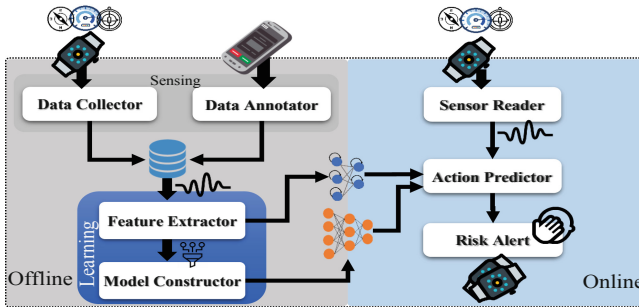 Sensing
Data Collector
Data Annotator
Sensor Reader
Action Predictor
Learning
Feature Extractor
Risk Alert
Model Constructor
Offline
Online